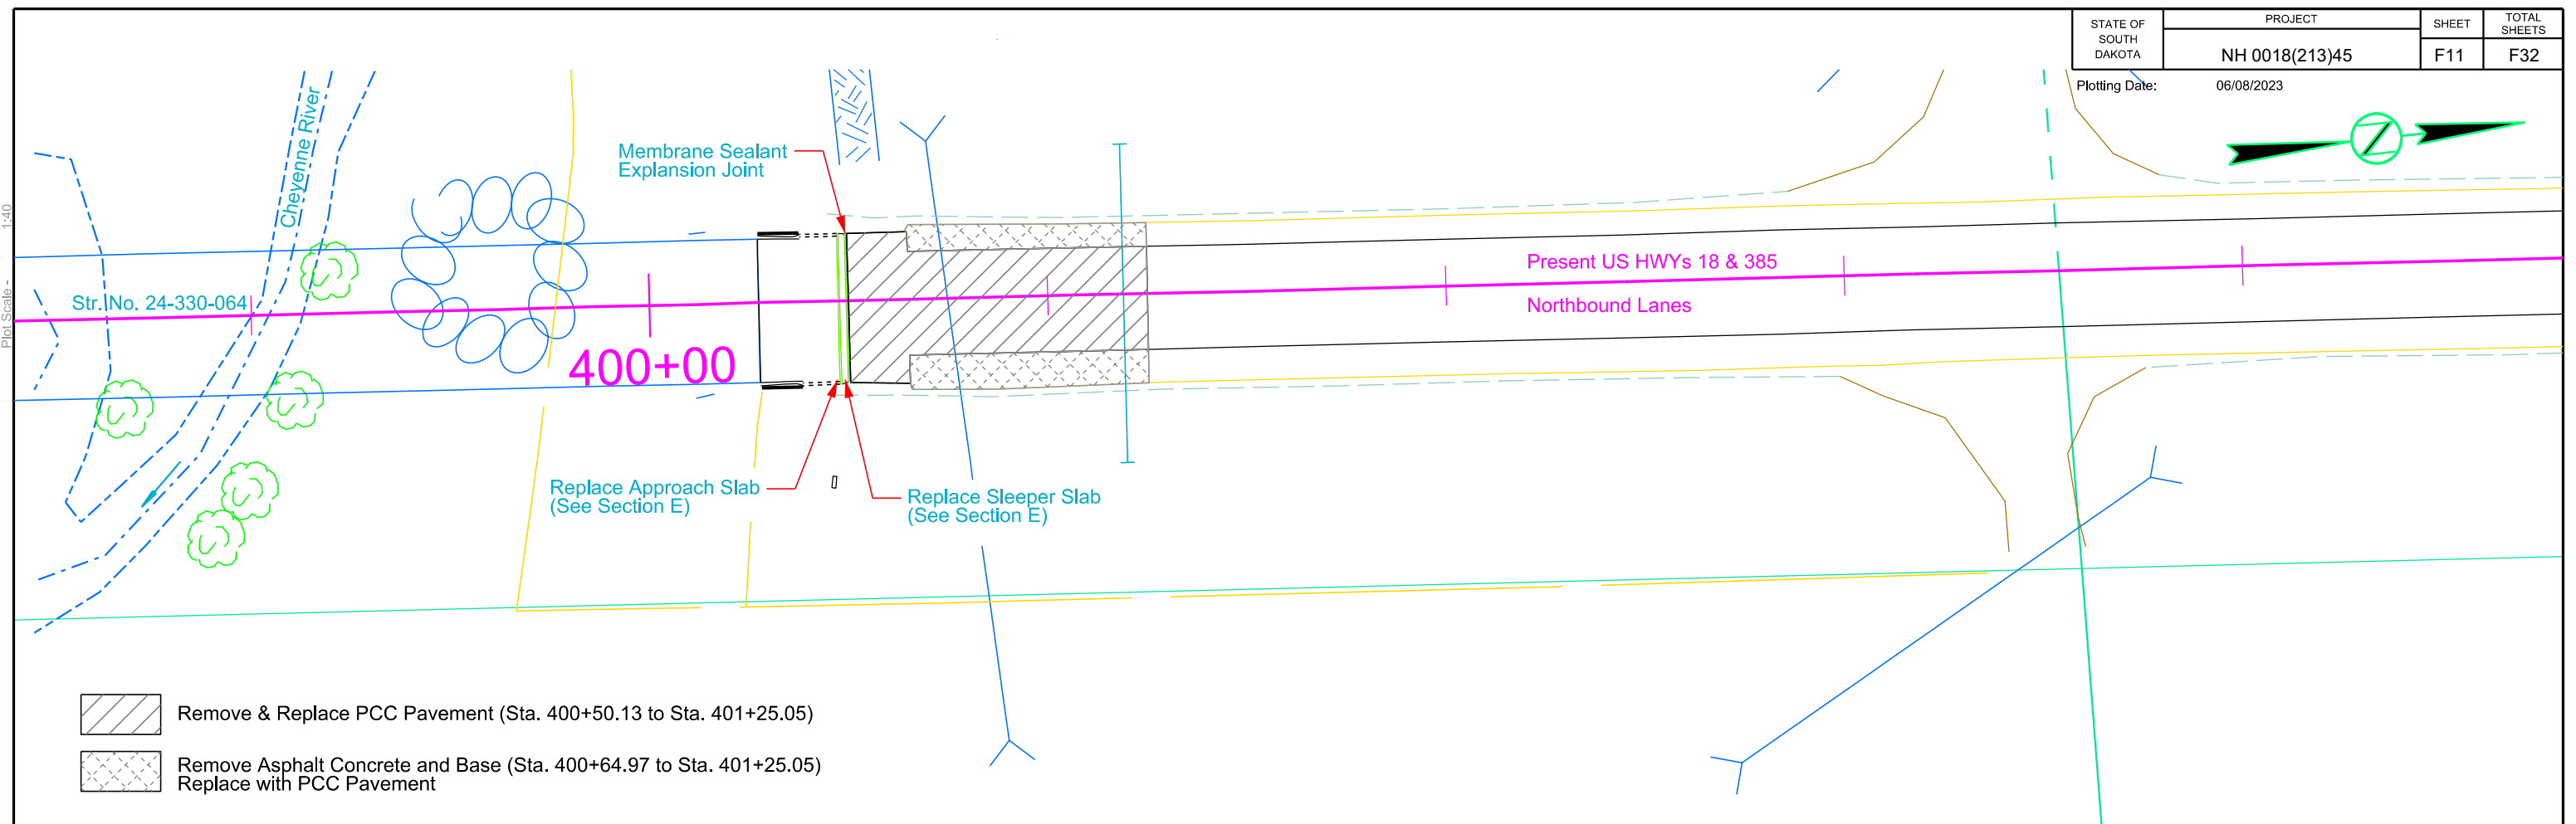 STATE OF
SOUTH
DAKOTA
PROJECT
NH 0018(213)45
SHEET
F11
TOTAL
SHEETS
F32
Plotting Date: 06/08/2023
Plot Scale - 1:40
Cheyenne River
Membrane Sealant
Explansion Joint
Str. No. 24-330-064
Present US HWYs 18 & 385
Northbound Lanes
400+00
Replace Approach Slab
(See Section E)
Replace Sleeper Slab
(See Section E)
Remove & Replace PCC Pavement (Sta. 400+50.13 to Sta. 401+25.05)
Remove Asphalt Concrete and Base (Sta. 400+64.97 to Sta. 401+25.05)
Replace with PCC Pavement